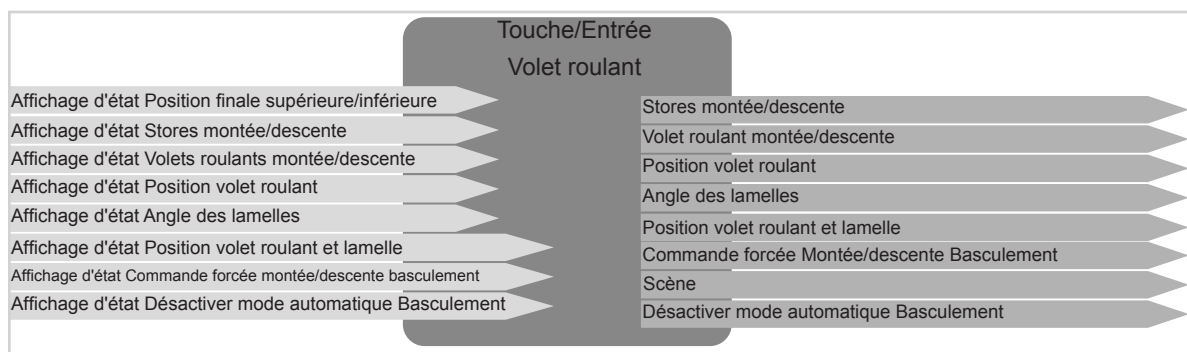 Touche/Entrée
Volet roulant
Affichage d'état Position finale supérieure/inférieure
Affichage d'état Stores montée/descente
Affichage d'état Volets roulants montée/descente
Affichage d'état Position volet roulant
Affichage d'état Angle des lamelles
Affichage d'état Position volet roulant et lamelle
Affichage d'état Commande forcée montée/descente basculement
Affichage d'état Désactiver mode automatique Basculement
Stores montée/descente
Volet roulant montée/descente
Position volet roulant
Angle des lamelles
Position volet roulant et lamelle
Commande forcée Montée/descente Basculement
Scène
Désactiver mode automatique Basculement